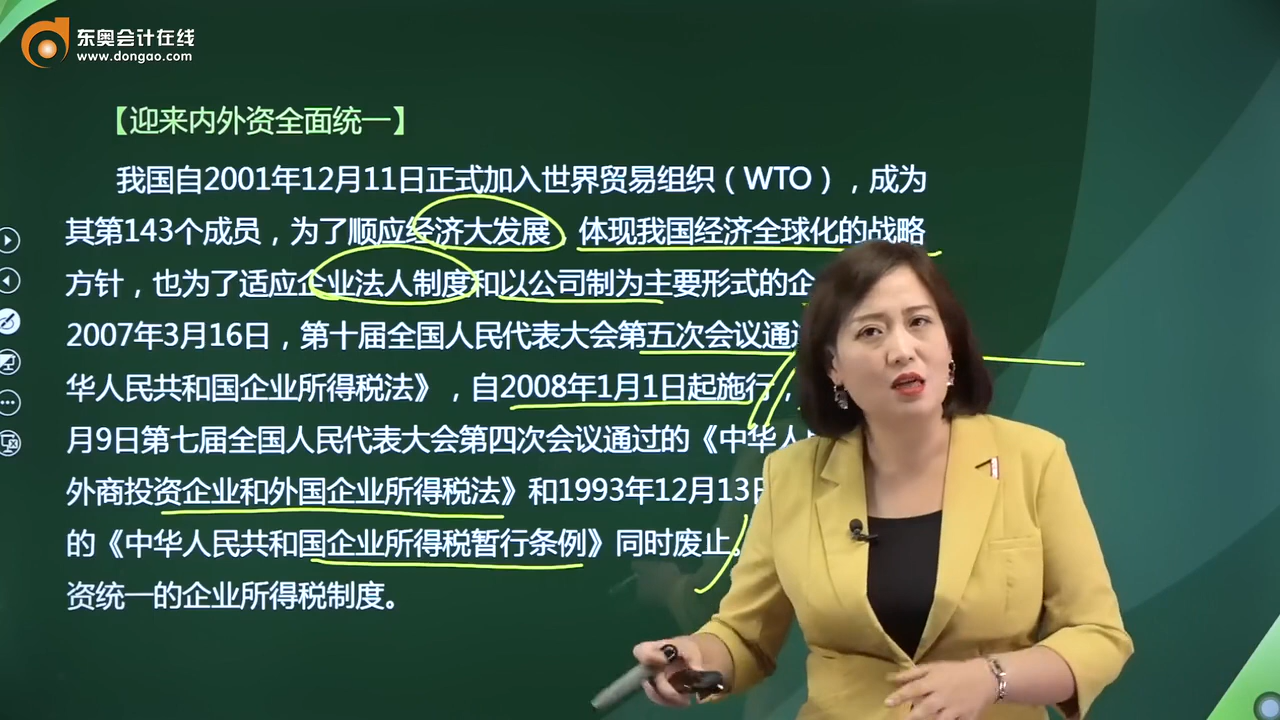 东奥会计在线
www.dongao.com
【迎来内外资全面统一】
我国自2001年12月11日正式加入世界贸易组织（WTO），成为
其第143个成员，为了顺应经济大发展 体现我国经济全球化的战略
方针，也为了适应企业法人制度和以公司制为主要形式的企
2007年3月16日，第十届全国人民代表大会第五次会议通过
华人民共和国企业所得税法》，自2008年1月1日起施行，
月9日第七届全国人民代表大会第四次会议通过的《中华人
外商投资企业和外国企业所得税法》和1993年12月13日
的《中华人民共和国企业所得税暂行条例》同时废止。
资统一的企业所得税制度。